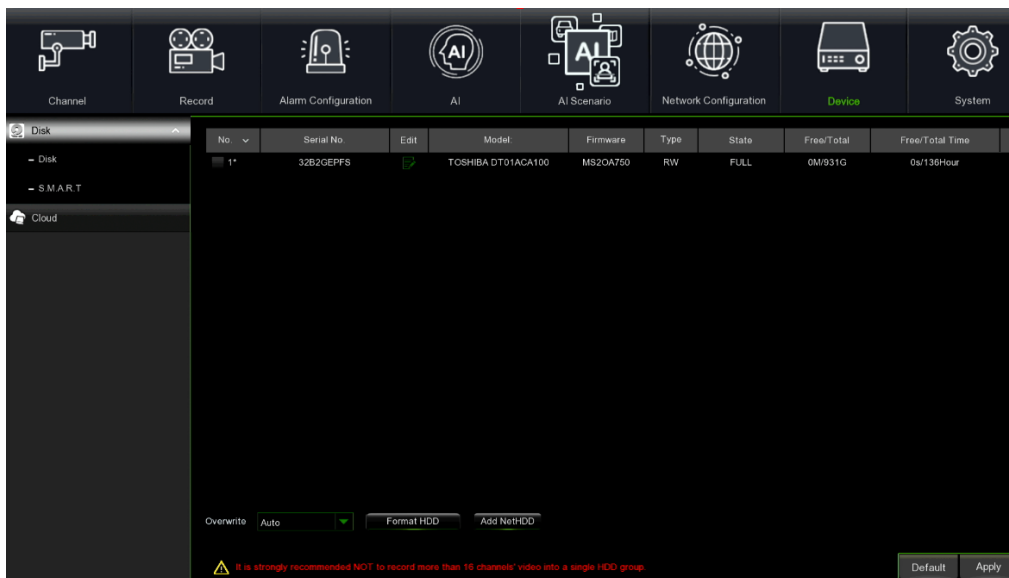 Channel Record Alarm Configuration AI AI Scenario Network Configuration Device System
Disk
No. Serial No. Edit Model: Firmware Type State Free/Total Free/Total Time
1* 32B2GEPFS TOSHIBA DT01ACA100 MS2OA750 RW FULL 0M/931G 0s/136Hour
Disk
S.M.A.R.T
Cloud
Overwrite Auto Format HDD Add NetHDD
It is strongly recommended NOT to record more than 16 channels' video into a single HDD group.
Default Apply